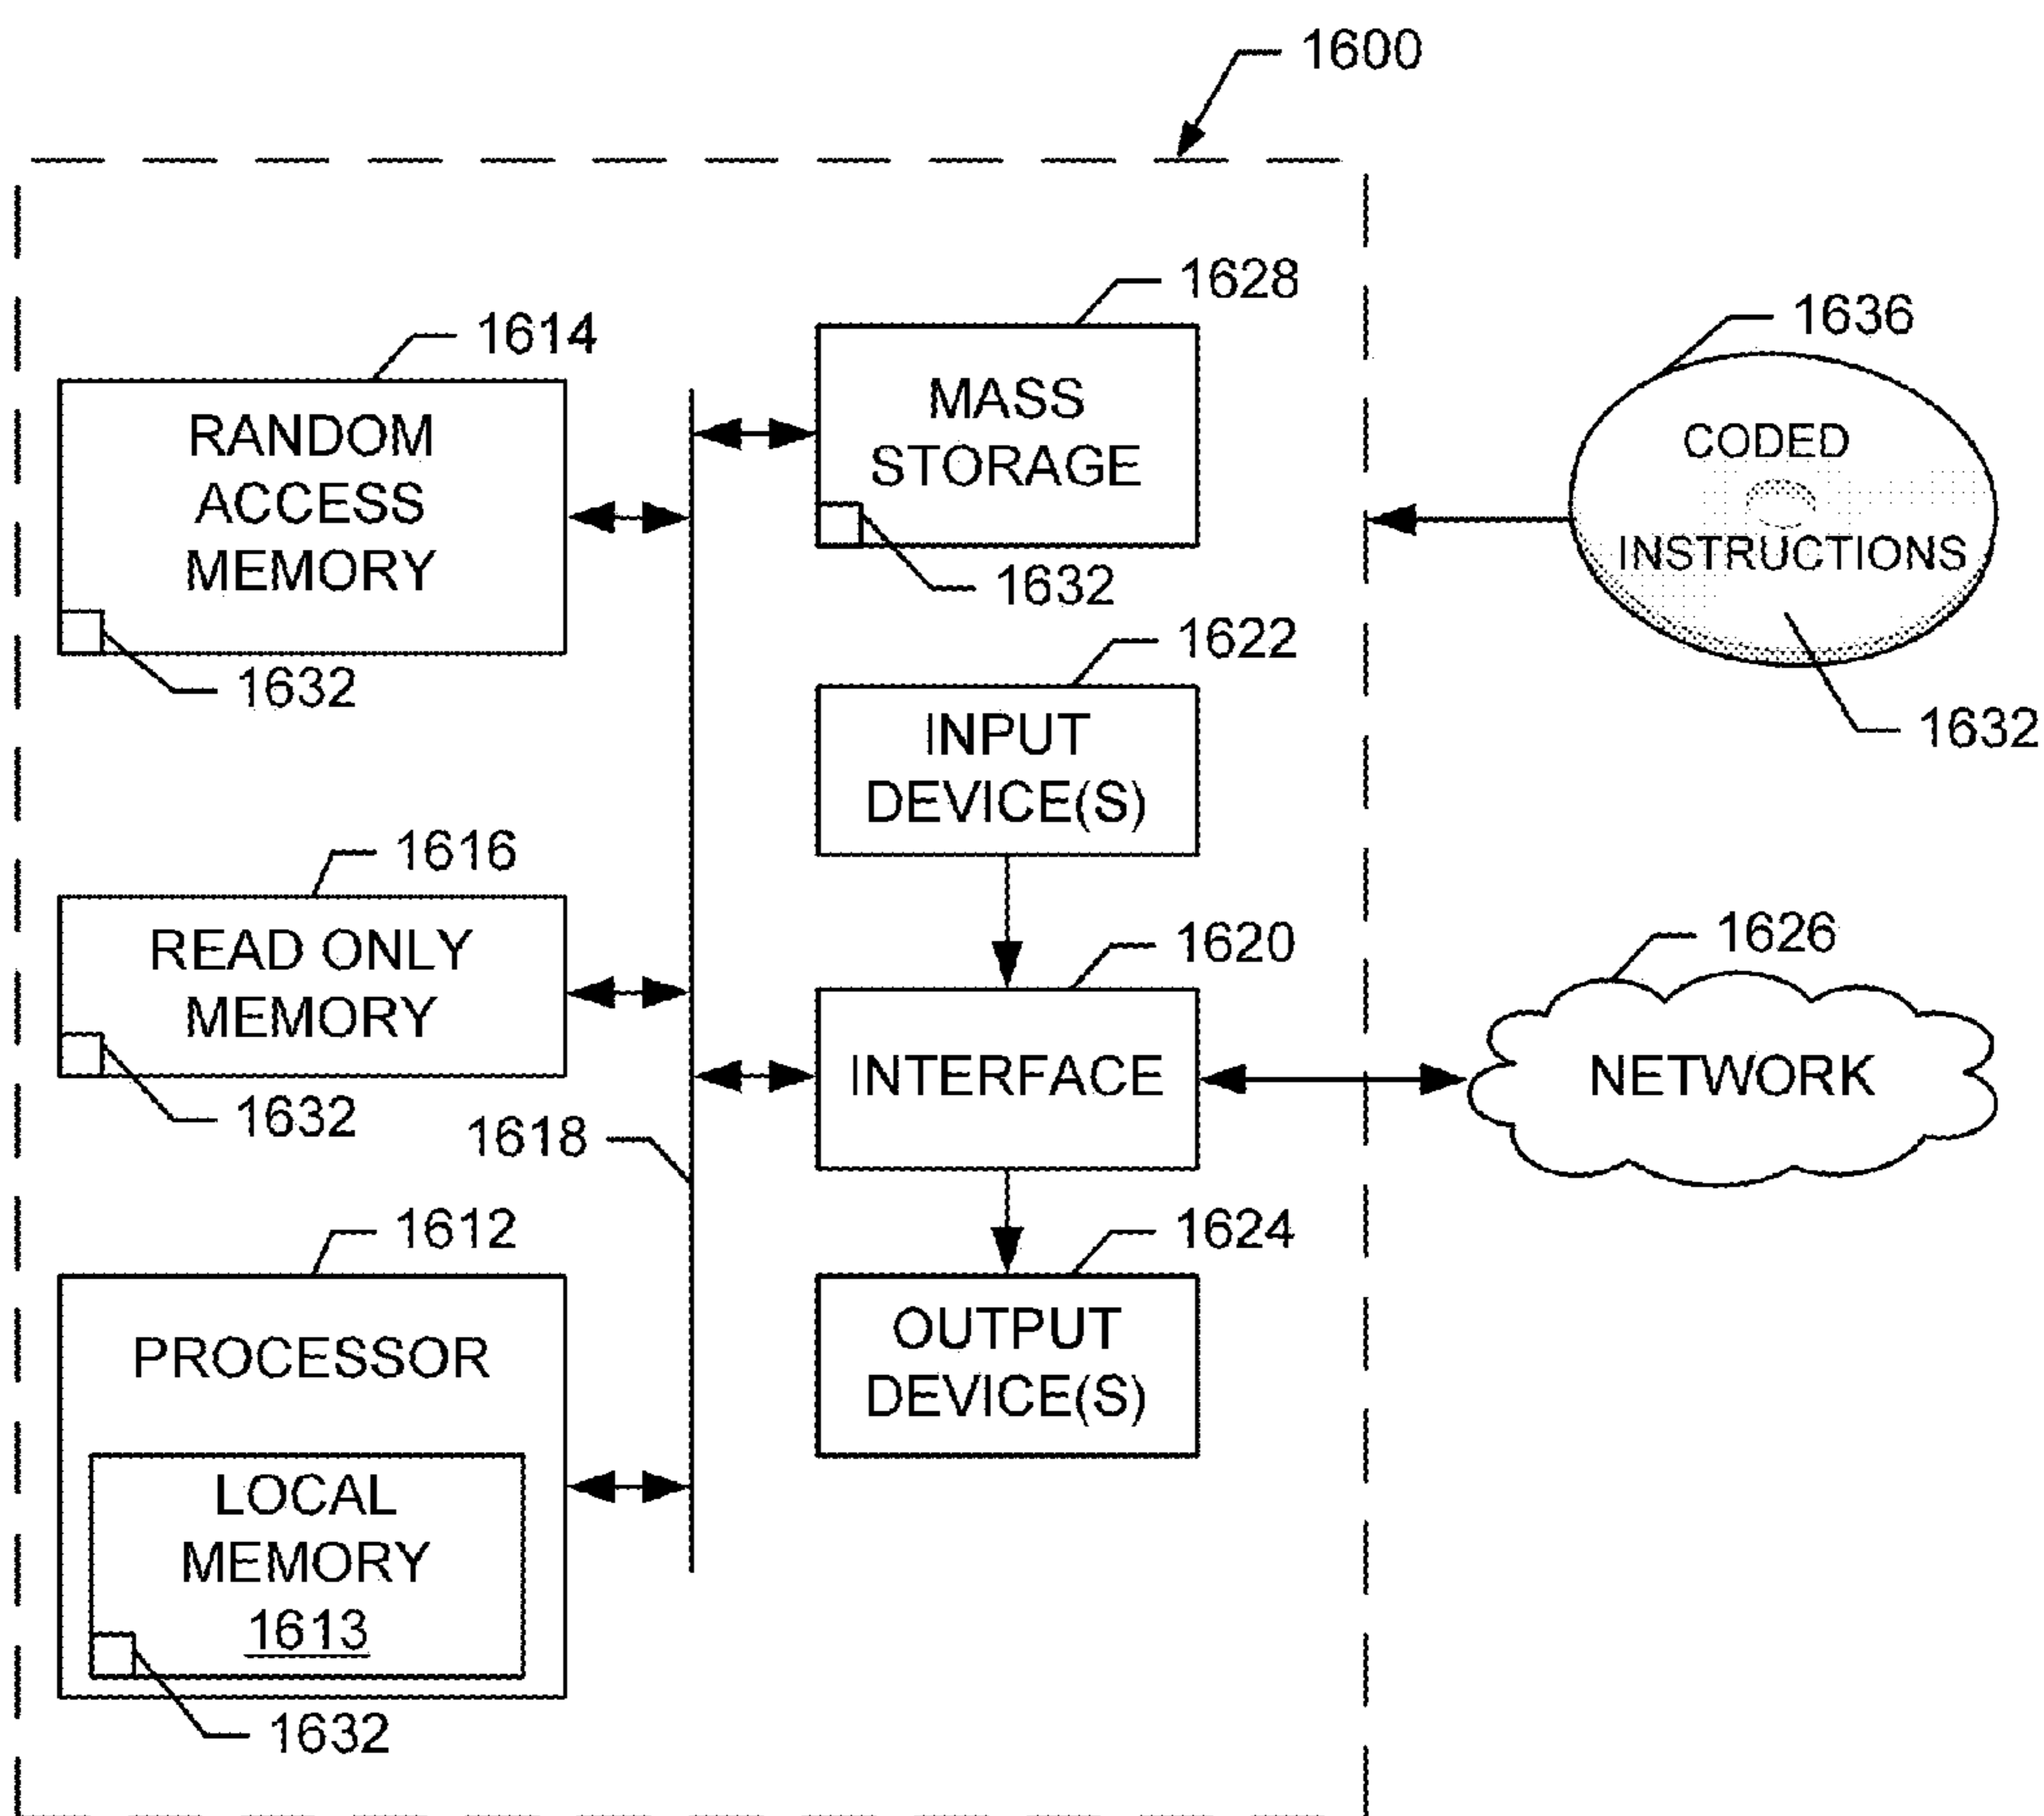 1600
1628
1636
1614
MASS
STORAGE
RANDOM
ACCESS
MEMORY
CODED
INSTRUCTIONS
1632
1632
1622
1632
INPUT
DEVICE(S)
1616
1620
1626
READ ONLY
MEMORY
INTERFACE
NETWORK
1632
1618
1612
1624
PROCESSOR
OUTPUT
DEVICE(S)
LOCAL
MEMORY
1613
1632